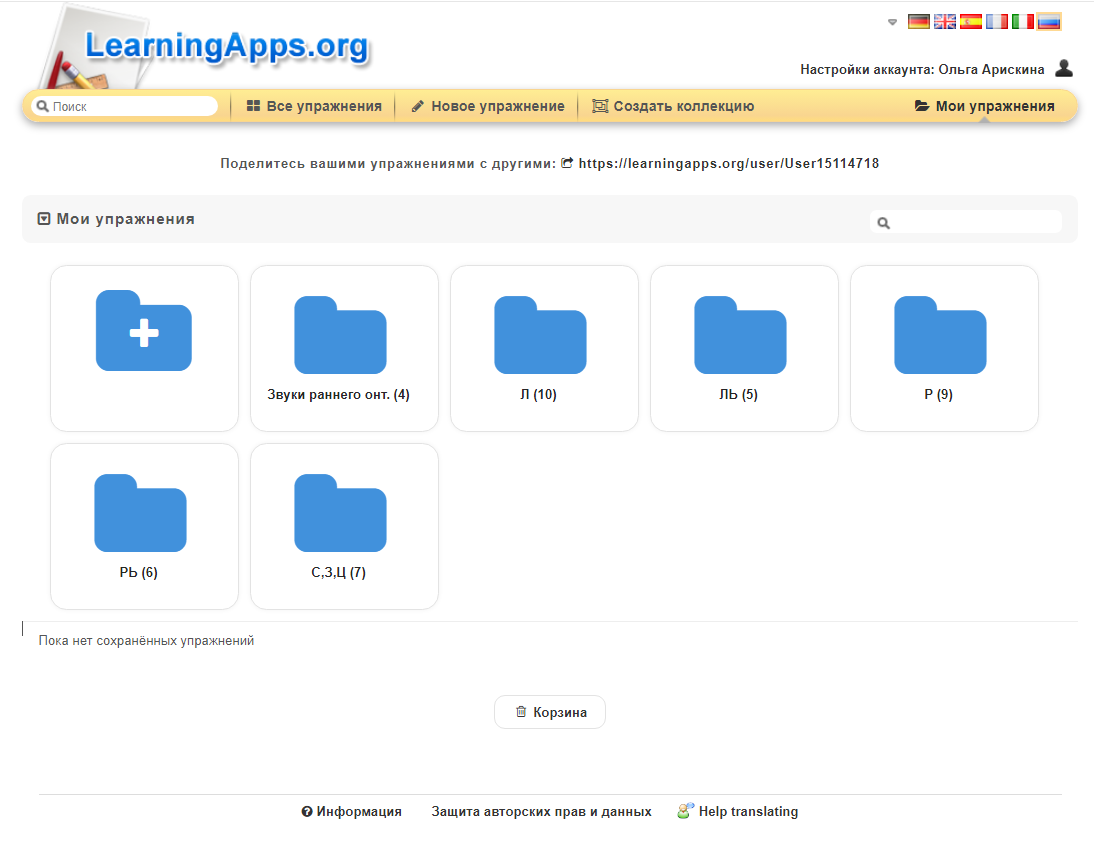 LearningApps.org
Настройки аккаунта: Ольга Арискина
Поиск
Все упражнения
Новое упражнение
Создать коллекцию
Мои упражнения
Поделитесь вашими упражнениями с другими: https://learningapps.org/user/User15114718
Мои упражнения
Звуки раннего онт. (4)
Л (10)
ЛЬ (5)
Р (9)
РЬ (6)
С,З,Ц (7)
Пока нет сохранённых упражнений
Корзина
Информация
Защита авторских прав и данных
Help translating